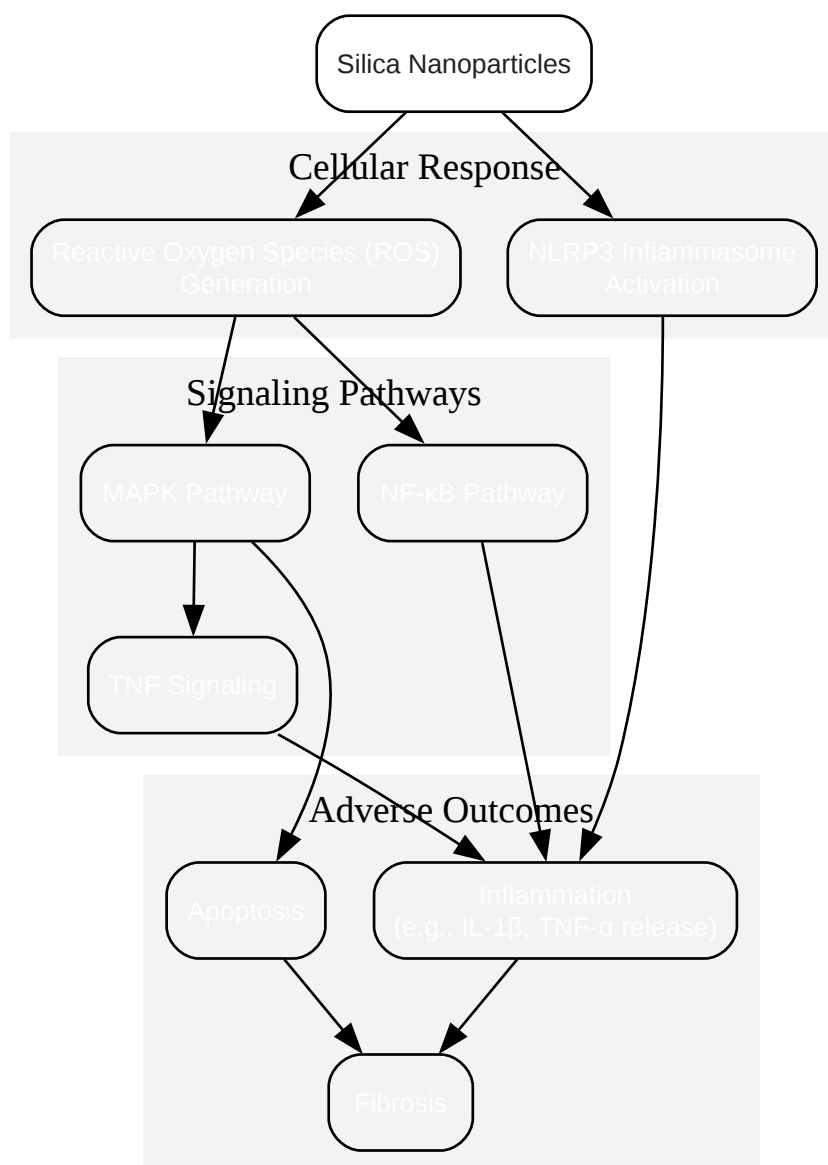 Silica Nanoparticles
Cellular Response
Reactive Oxygen Species (ROS)
Generation
NLRP3 Inflammasome
Activation
Signaling Pathways
MAPK Pathway
NF-κB Pathway
TNF Signaling
Adverse Outcomes
Apoptosis
Inflammation
(e.g., IL-1β, TNF-α release)
Fibrosis